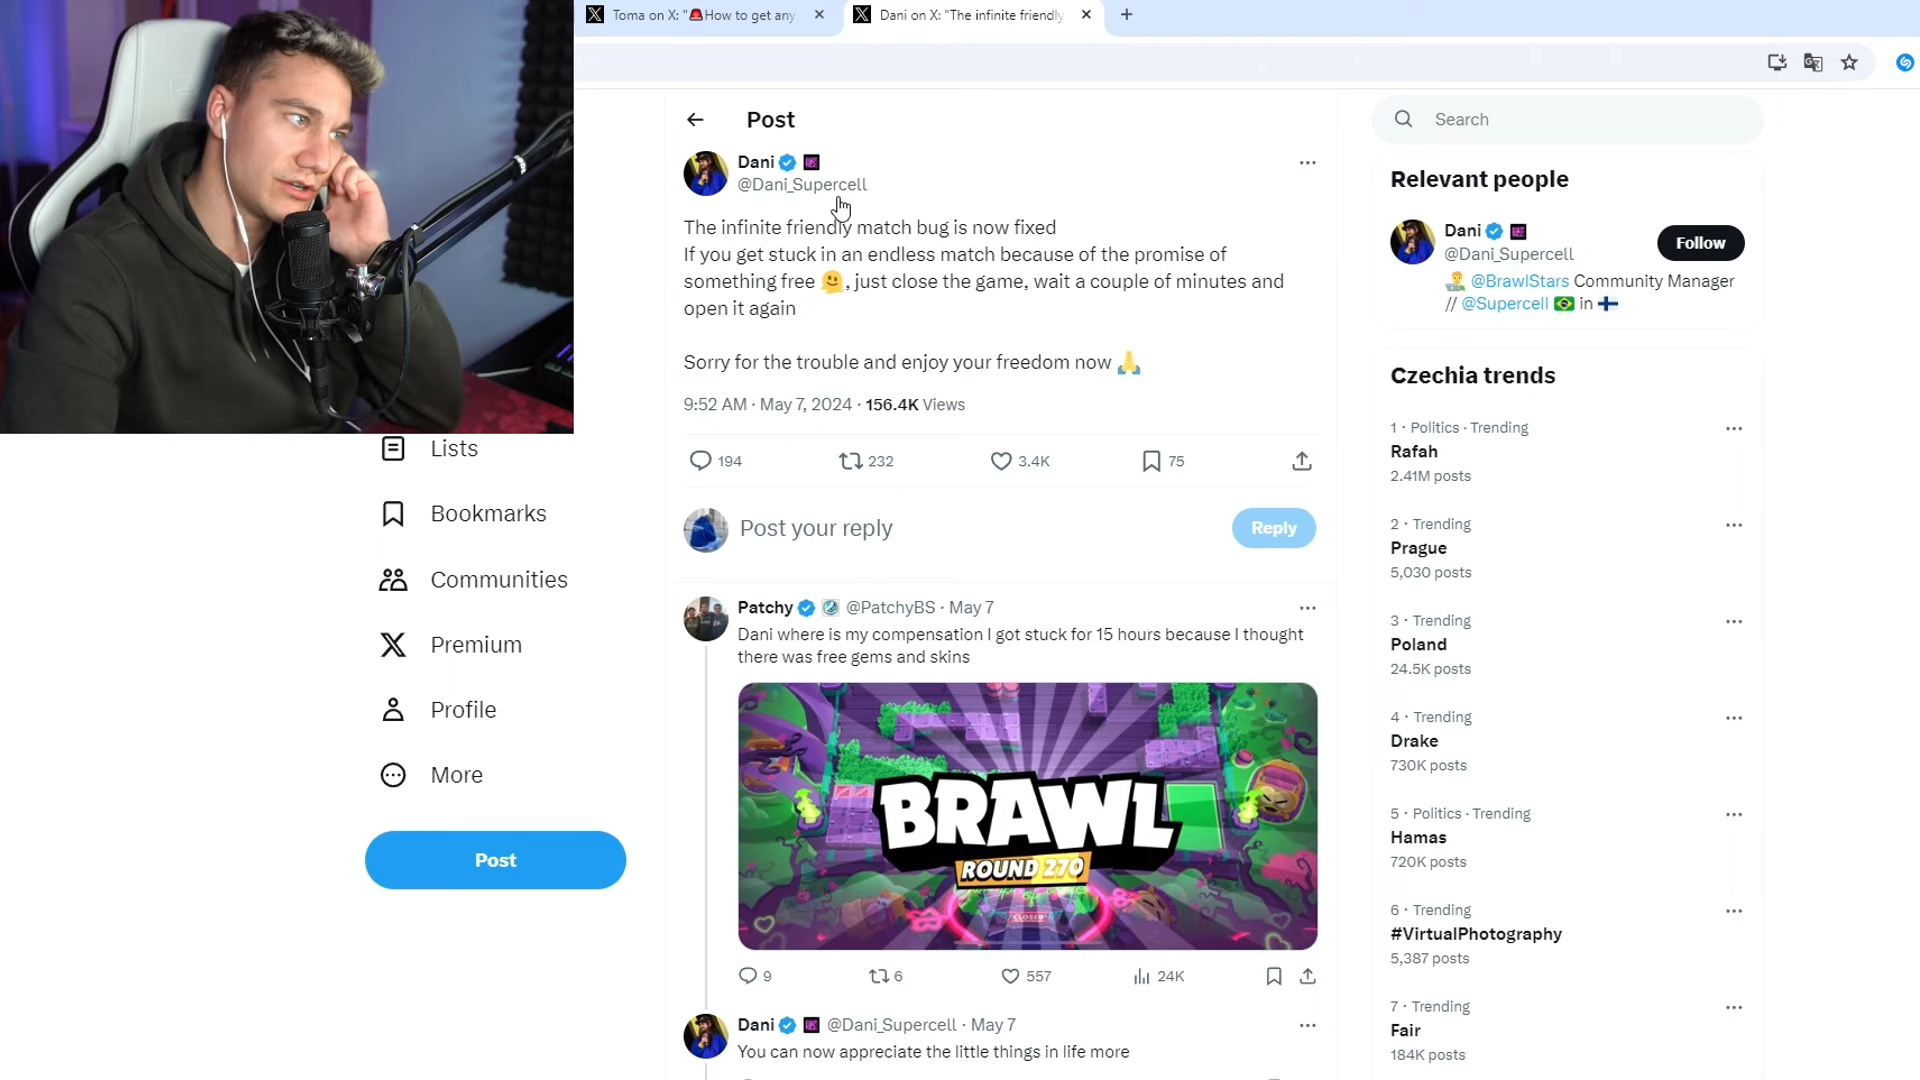 Toma on X: "🚨How to get any
Dani on X: "The infinite friendly
Post
Search
Dani
@Dani_Supercell
The infinite friendly match bug is now fixed
If you get stuck in an endless match because of the promise of
something free 🫠, just close the game, wait a couple of minutes and
open it again
Sorry for the trouble and enjoy your freedom now 🙏
9:52 AM · May 7, 2024 · 156.4K Views
194
232
3.4K
75
Post your reply
Reply
Patchy @PatchyBS · May 7
Dani where is my compensation I got stuck for 15 hours because I thought
there was free gems and skins
BRAWL
ROUND 270
CLOSED
9
6
557
24K
Dani @Dani_Supercell · May 7
You can now appreciate the little things in life more
Lists
Bookmarks
Communities
Premium
Profile
More
Post
Relevant people
Dani
@Dani_Supercell
Follow
👨‍💻 @BrawlStars Community Manager
// @Supercell 🇧🇷 in 🇫🇮
Czechia trends
1 · Politics · Trending
Rafah
2.41M posts
2 · Trending
Prague
5,030 posts
3 · Trending
Poland
24.5K posts
4 · Trending
Drake
730K posts
5 · Politics · Trending
Hamas
720K posts
6 · Trending
#VirtualPhotography
5,387 posts
7 · Trending
Fair
184K posts